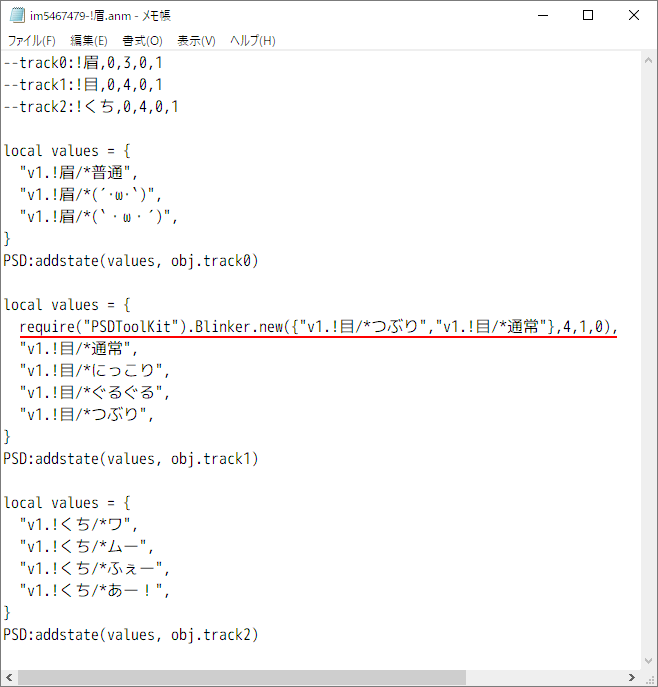 im5467479-!眉.anm - メモ帳
ファイル(F) 編集(E) 書式(O) 表示(V) ヘルプ(H)
--track0:!眉,0,3,0,1
--track1:!目,0,4,0,1
--track2:!くち,0,4,0,1
local values = {
"v1.!眉/*普通",
"v1.!眉/*(´･ω･`)",
"v1.!眉/*(`・ω・´)",
}
PSD:addstate(values, obj.track0)
local values = {
require("PSDToolKit").Blinker.new({"v1.!目/*つぶり","v1.!目/*通常"},4,1,0),
"v1.!目/*通常",
"v1.!目/*にっこり",
"v1.!目/*ぐるぐる",
"v1.!目/*つぶり",
}
PSD:addstate(values, obj.track1)
local values = {
"v1.!くち/*ワ",
"v1.!くち/*ムー",
"v1.!くち/*ふぇー",
"v1.!くち/*あー！",
}
PSD:addstate(values, obj.track2)